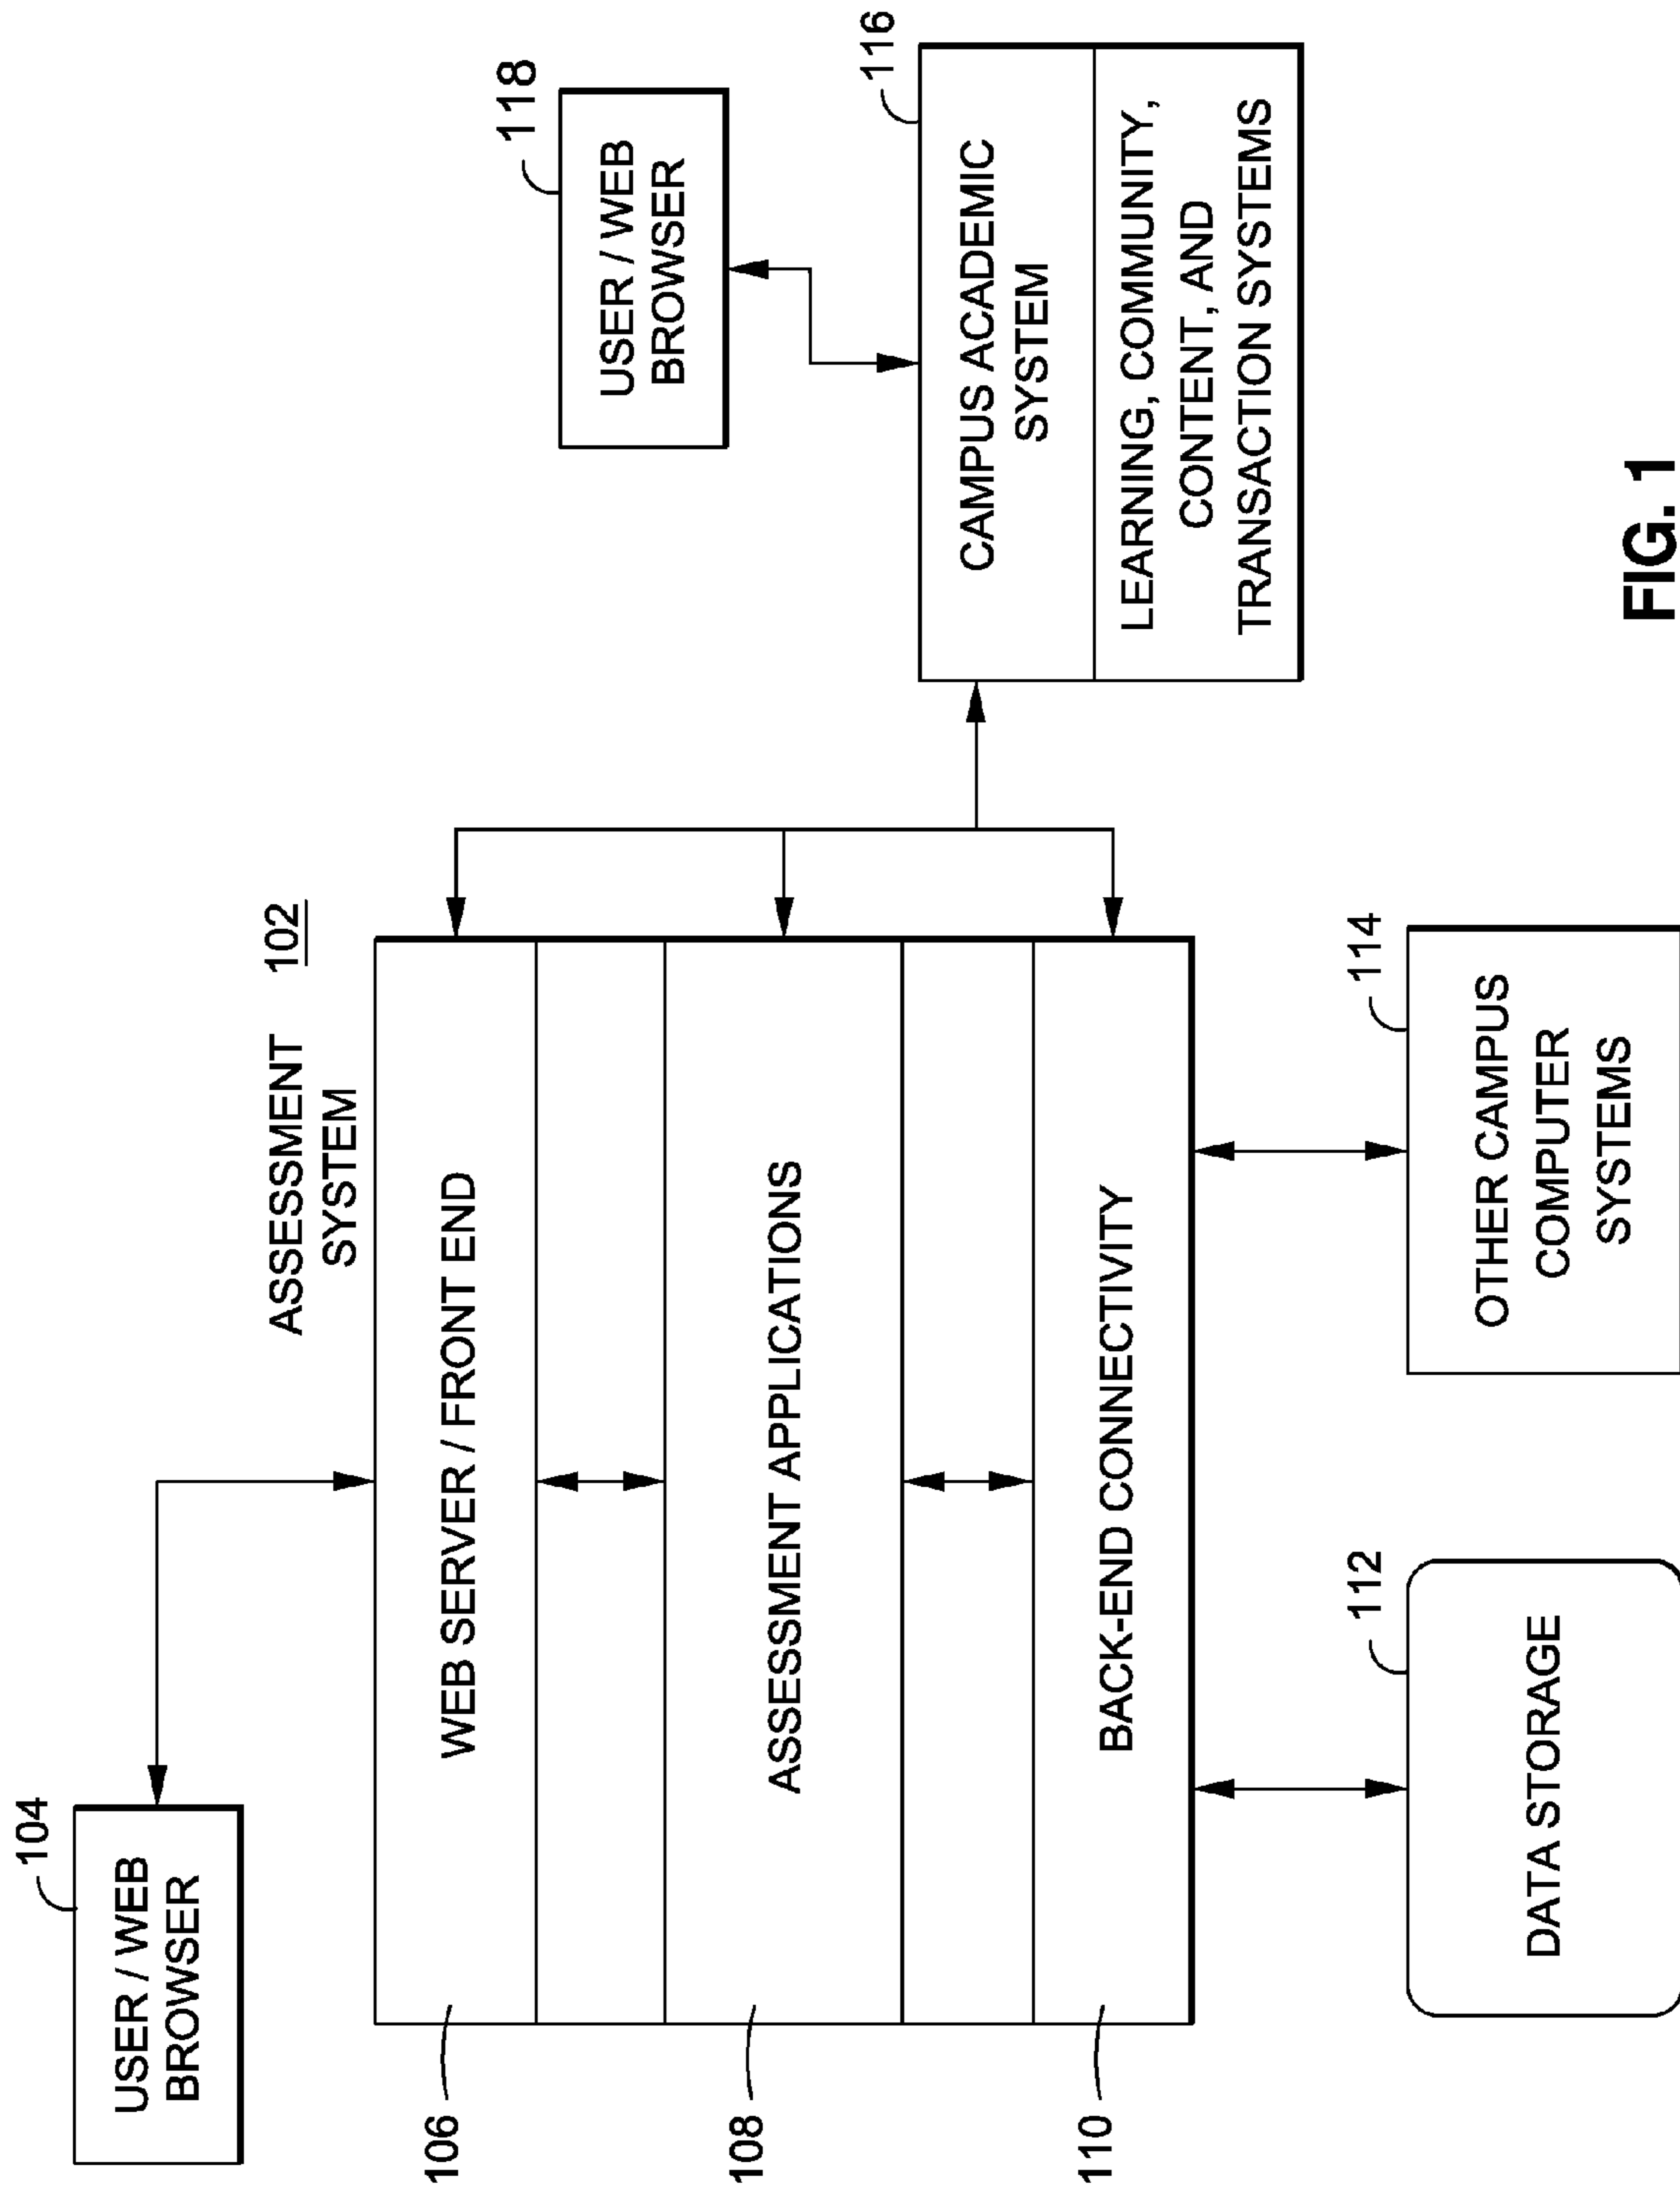 104
USER / WEB
BROWSER
118
USER / WEB
BROWSER
ASSESSMENT 102
SYSTEM
106
WEB SERVER / FRONT END
108
ASSESSMENT APPLICATIONS
110
BACK-END CONNECTIVITY
116
CAMPUS ACADEMIC
SYSTEM
LEARNING, COMMUNITY,
CONTENT, AND
TRANSACTION SYSTEMS
112
DATA STORAGE
114
OTHER CAMPUS
COMPUTER
SYSTEMS
FIG. 1